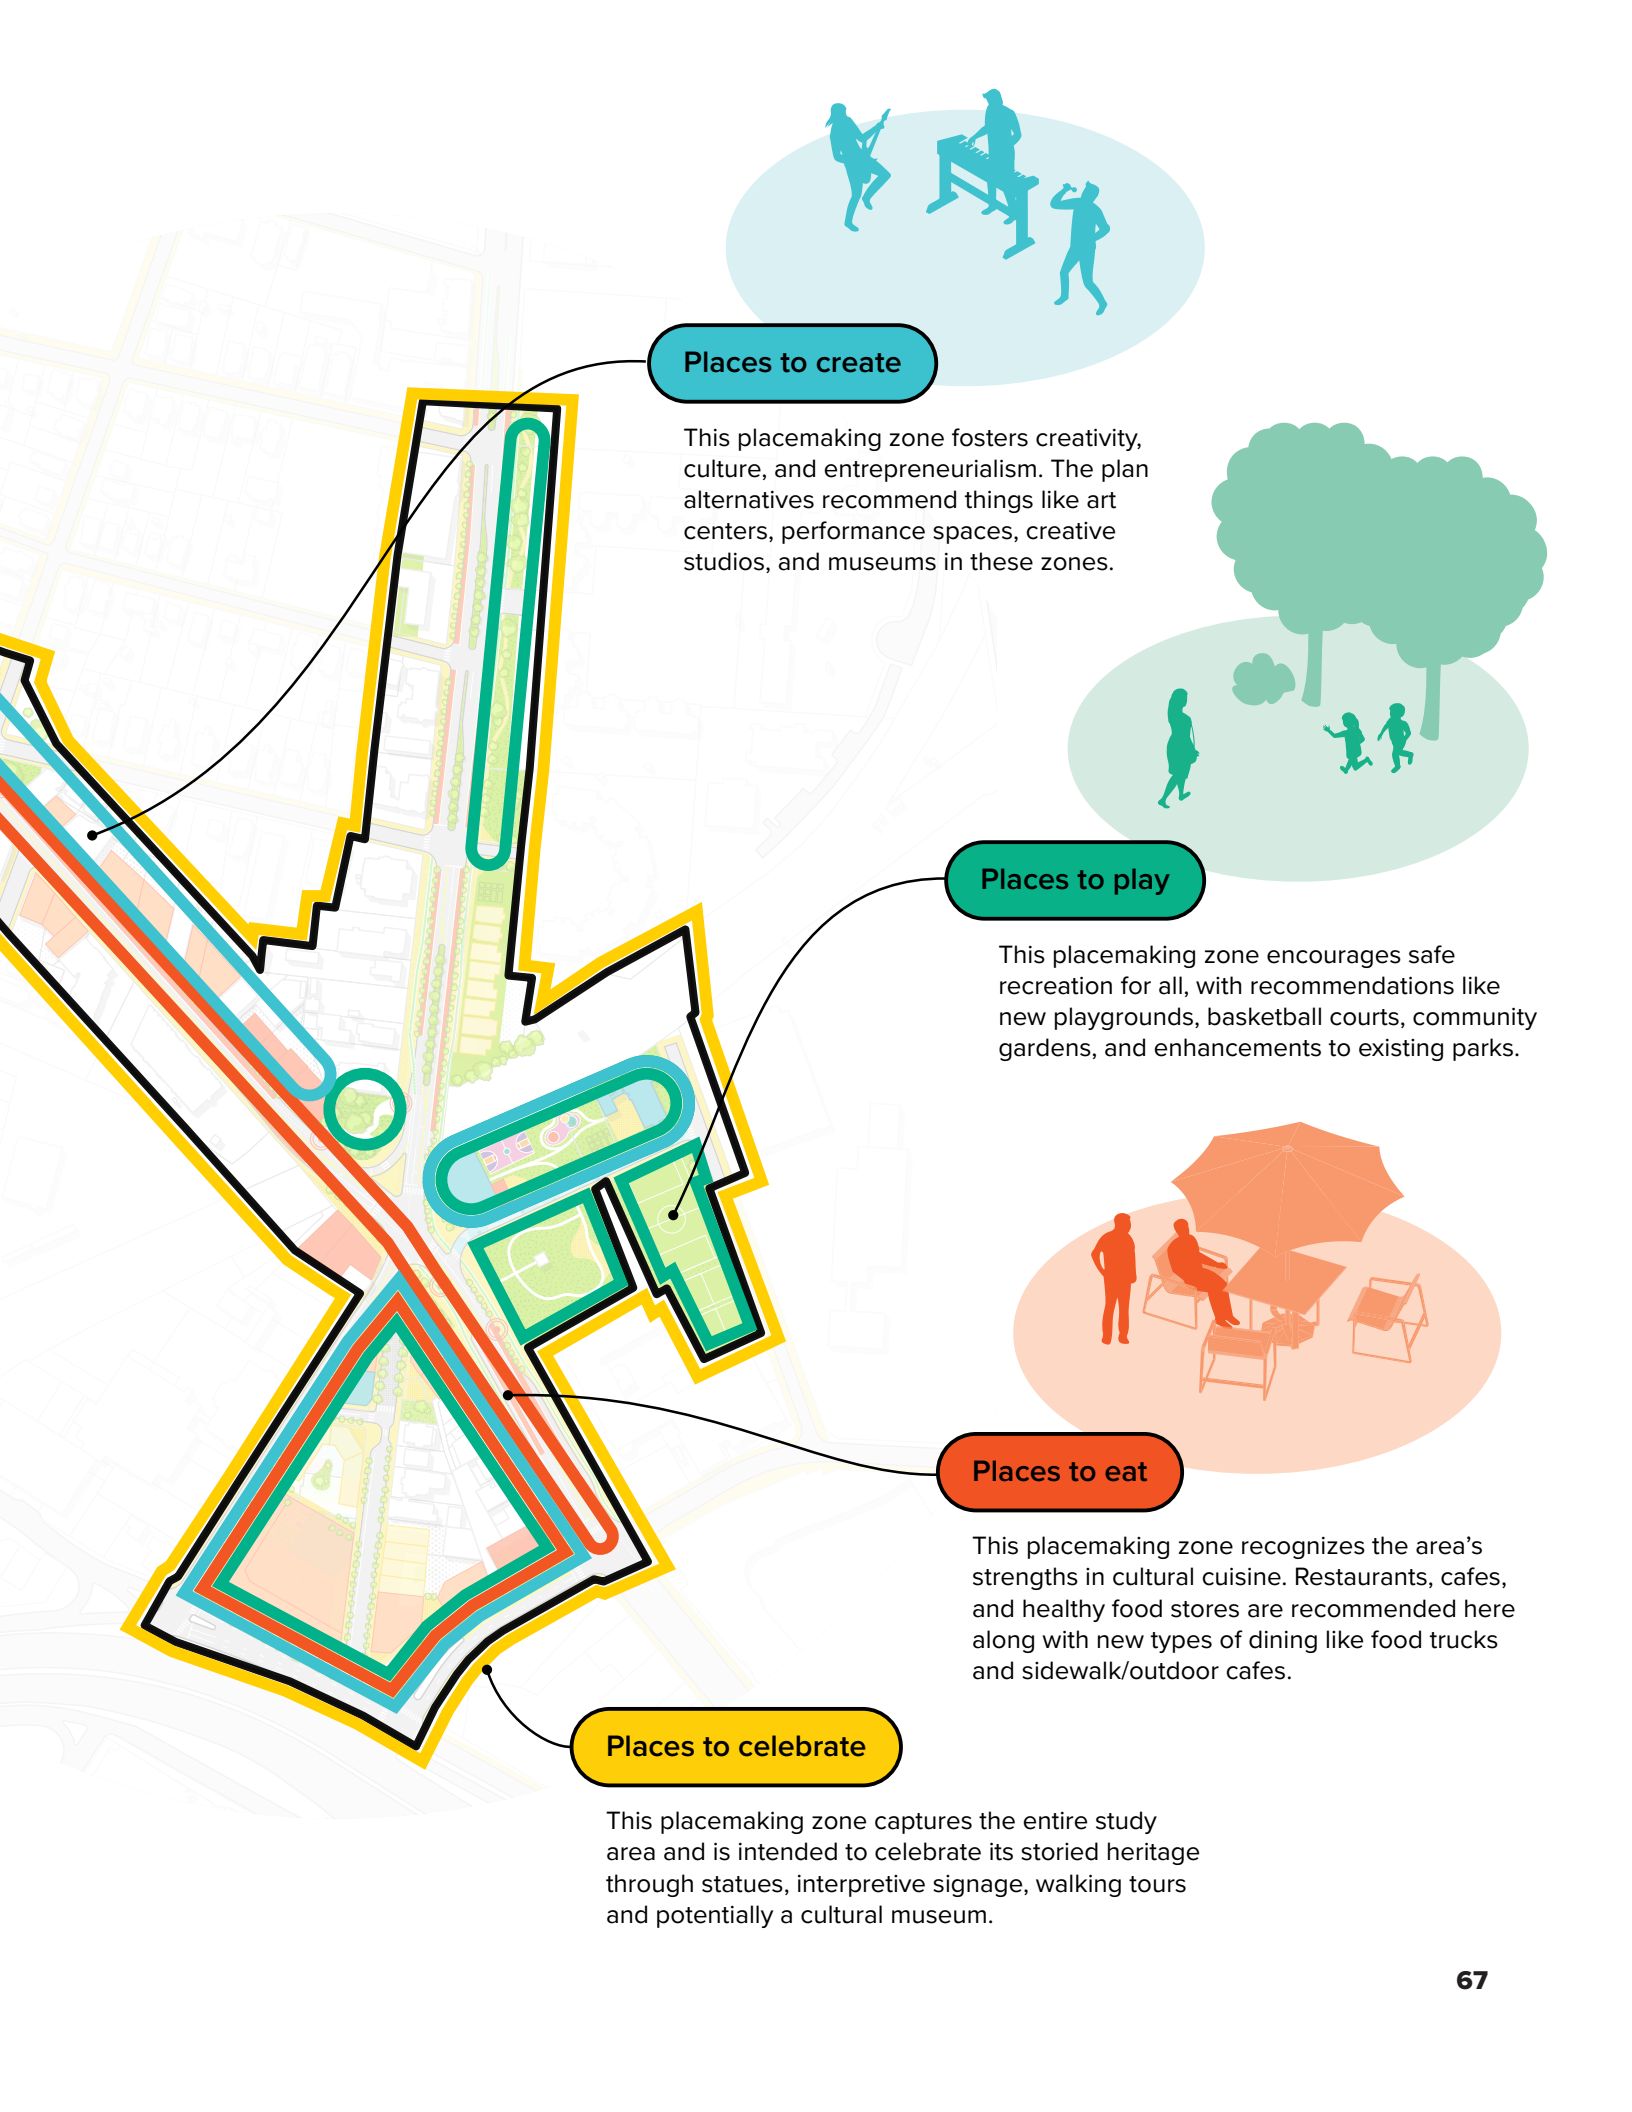 Places to create
This placemaking zone fosters creativity,
culture, and entrepreneurialism. The plan
alternatives recommend things like art
centers, performance spaces, creative
studios, and museums in these zones.
Places to play
This placemaking zone encourages safe
recreation for all, with recommendations like
new playgrounds, basketball courts, community
gardens, and enhancements to existing parks.
Places to eat
This placemaking zone recognizes the area’s
strengths in cultural cuisine. Restaurants, cafes,
and healthy food stores are recommended here
along with new types of dining like food trucks
and sidewalk/outdoor cafes.
Places to celebrate
This placemaking zone captures the entire study
area and is intended to celebrate its storied heritage
through statues, interpretive signage, walking tours
and potentially a cultural museum.
67